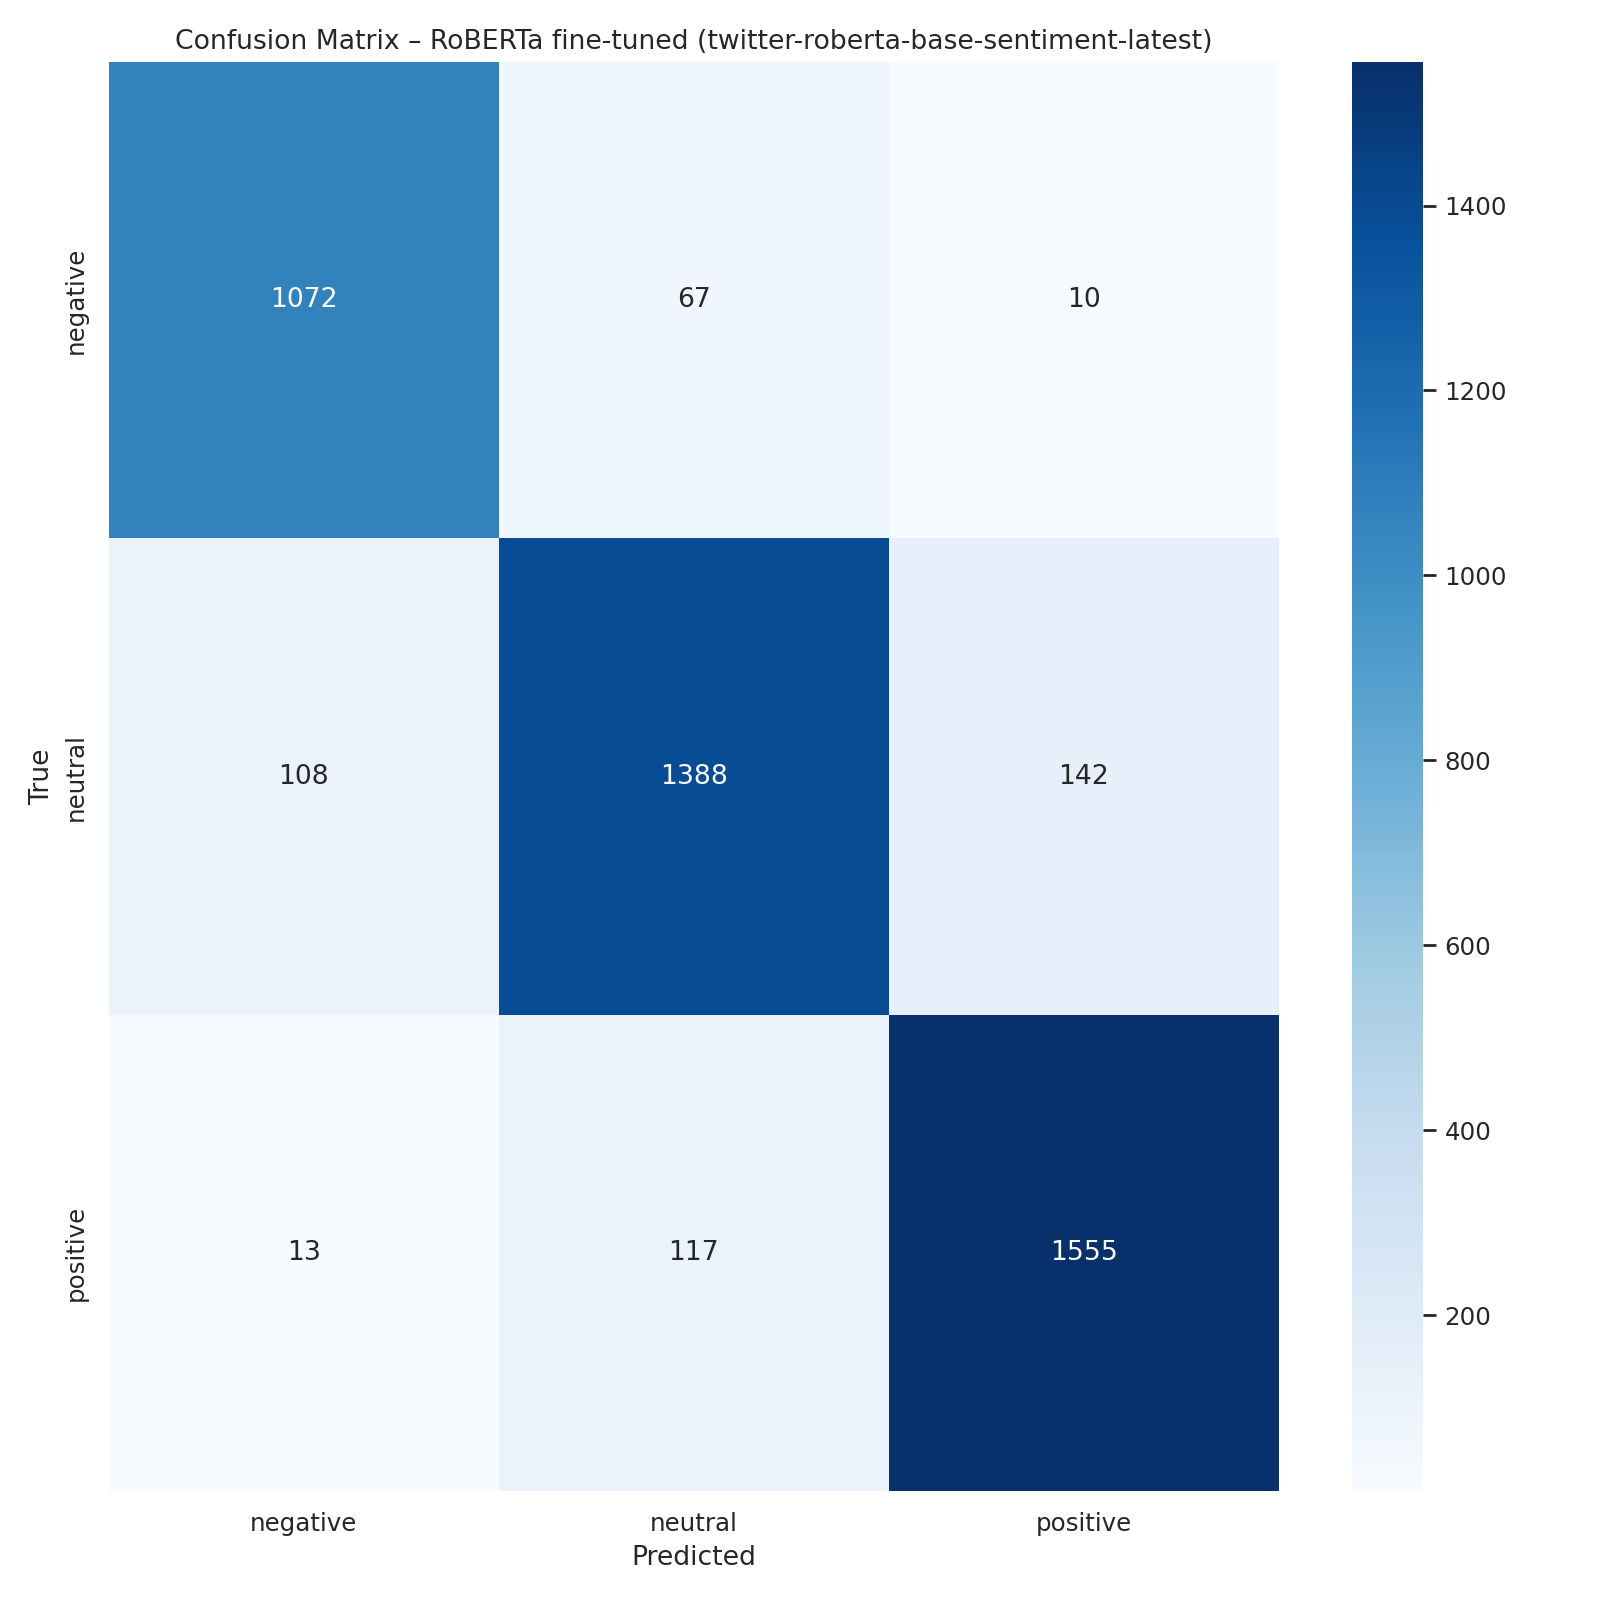 Confusion Matrix – RoBERTa fine-tuned (twitter-roberta-base-sentiment-latest)
True
negative
1072 67 10
neutral
108 1388 142
positive
13 117 1555
negative neutral positive
Predicted
1400
1200
1000
800
600
400
200